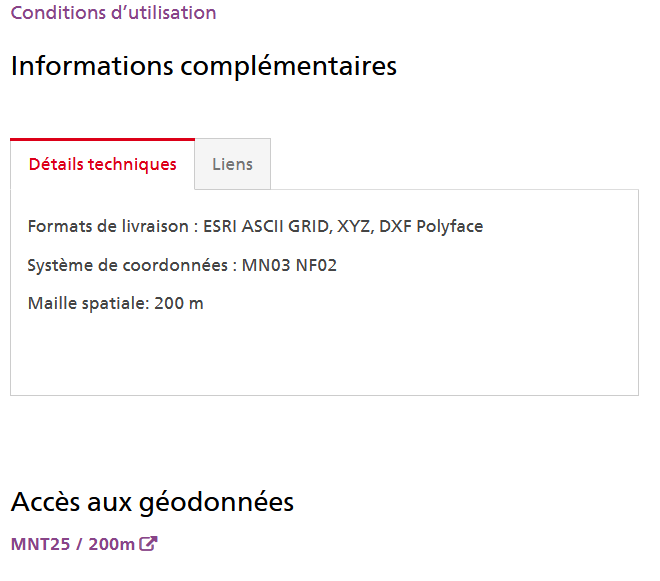 Conditions d’utilisation
Informations complémentaires
Détails techniques
Liens
Formats de livraison : ESRI ASCII GRID, XYZ, DXF Polyface
Système de coordonnées : MN03 NF02
Maille spatiale: 200 m
Accès aux géodonnées
MNT25 / 200m